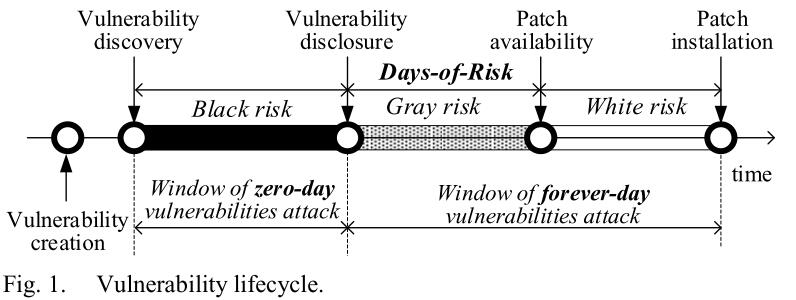 Vulnerability
discovery
Vulnerability
disclosure
Patch
availability
Patch
installation
Days-of-Risk
Black risk
Gray risk
White risk
time
Vulnerability
creation
Window of zero-day
vulnerabilities attack
Window of forever-day
vulnerabilities attack
Fig. 1. Vulnerability lifecycle.